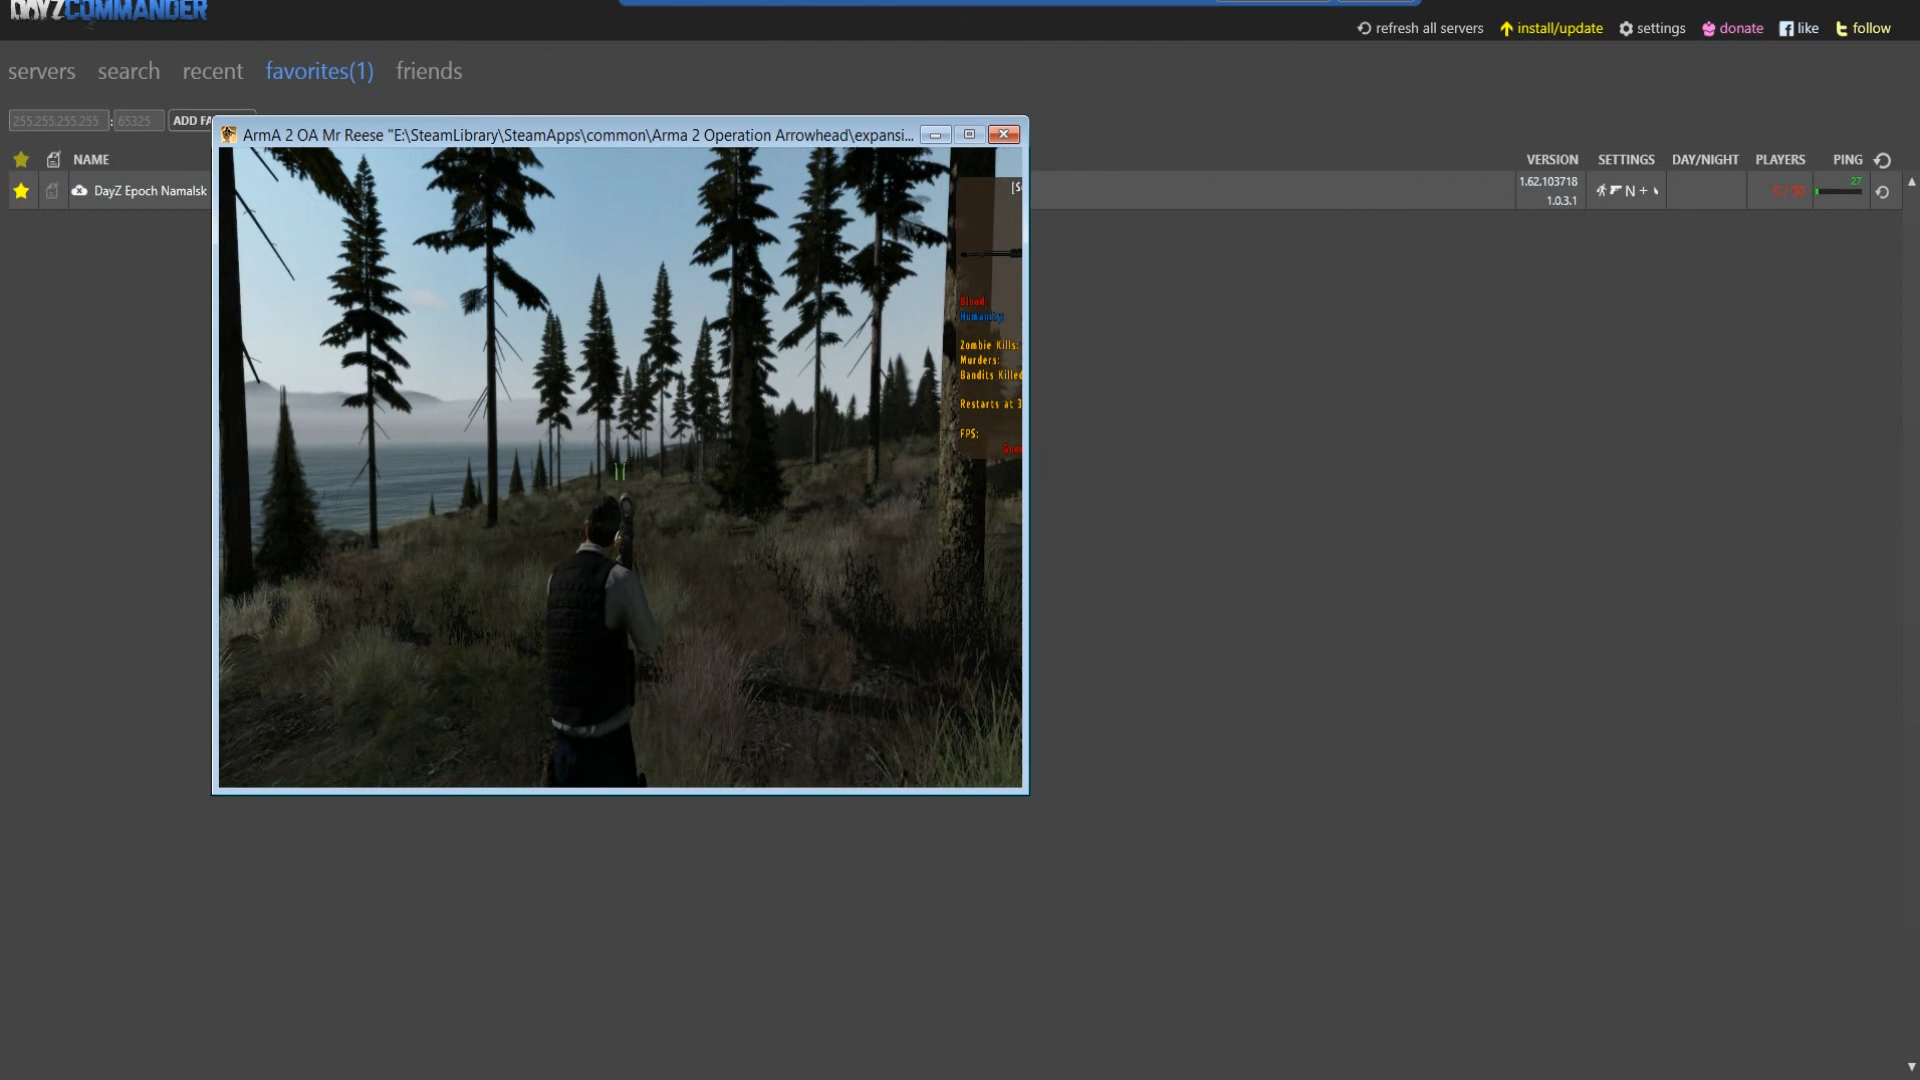 DAYZCOMMANDER
refresh all servers
install/update
settings
donate
like
follow
servers
search
recent
favorites(1)
friends
255.255.255.255 : 65325
ADD FA
NAME
VERSION
SETTINGS
DAY/NIGHT
PLAYERS
PING
DayZ Epoch Namalsk
1.62.103718
1.0.3.1
N +
27
ArmA 2 OA Mr Reese "E:\SteamLibrary\SteamApps\common\Arma 2 Operation Arrowhead\expansi...
[S
Blood:
Humanity:
Zombie Kills:
Murders:
Bandits Killed
Restarts at 3
FPS: